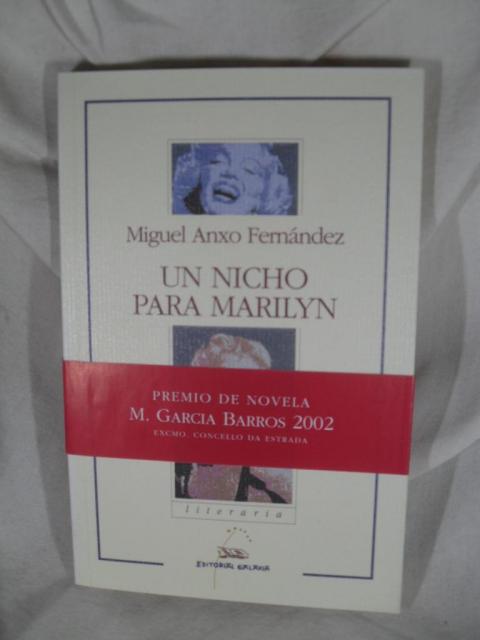 Miguel Anxo Fernández
UN NICHO
PARA MARILYN
PREMIO DE NOVELA
M. GARCIA BARROS 2002
EXCMO. CONCELLO DA ESTRADA
literaria
EDITORIAL GALAXIA